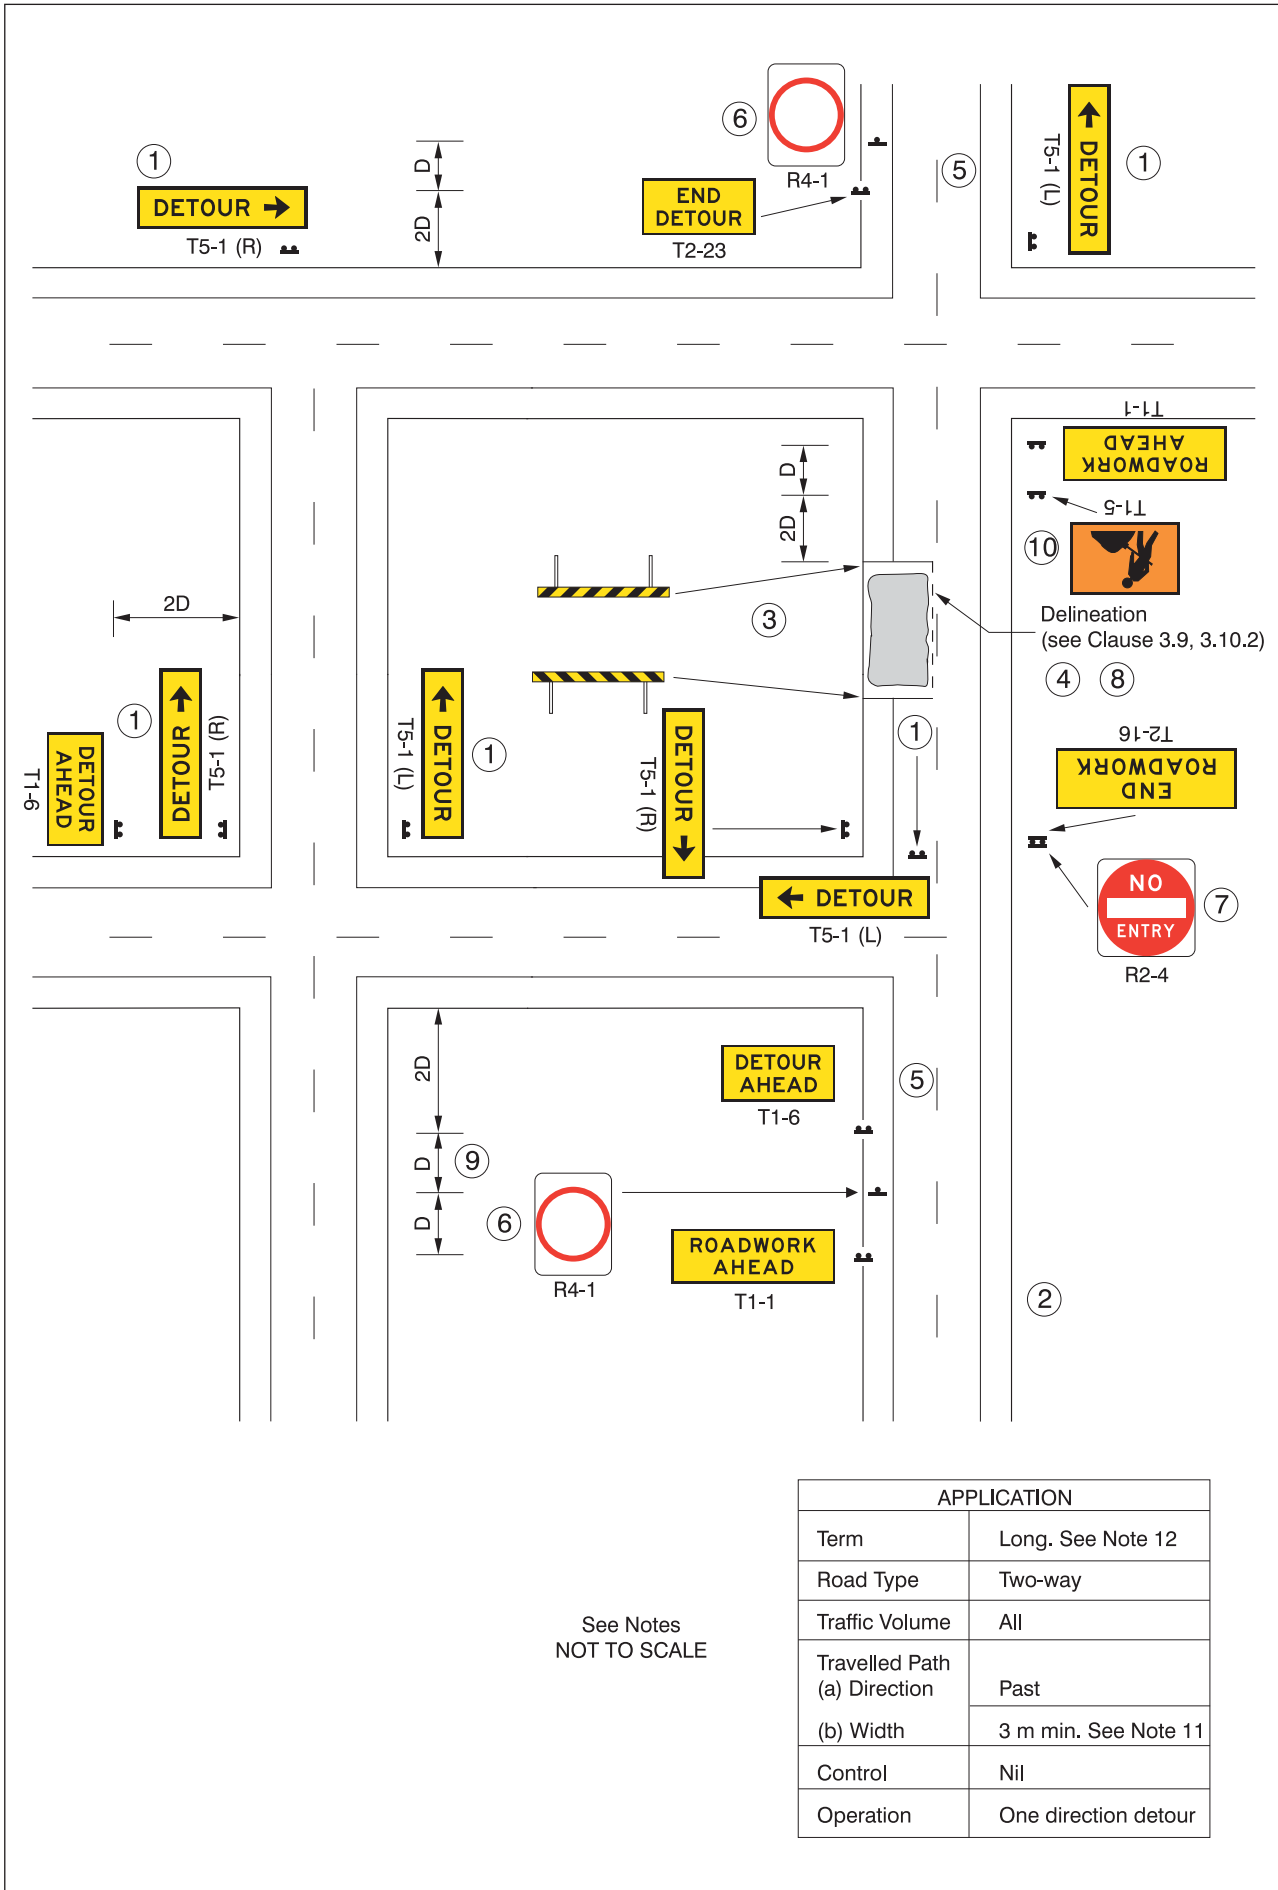 6
R4-1
1
DETOUR
T5-1 (R)
D
2D
END
DETOUR
T2-23
5
DETOUR
T5-1 (L)
1
T1-1
ROADWORK
AHEAD
T1-5
10
D
2D
Delineation
(see Clause 3.9, 3.10.2)
4
8
3
2D
1
DETOUR
T5-1 (R)
DETOUR
AHEAD
T1-6
T5-1 (L)
DETOUR
1
T5-1 (R)
DETOUR
1
DETOUR
T5-1 (L)
T2-16
END
ROADWORK
NO
ENTRY
R2-4
7
2D
D
9
D
6
R4-1
DETOUR
AHEAD
T1-6
5
ROADWORK
AHEAD
T1-1
2
See Notes
NOT TO SCALE
APPLICATION
Term Long. See Note 12
Road Type Two-way
Traffic Volume All
Travelled Path
(a) Direction Past
(b) Width 3 m min. See Note 11
Control Nil
Operation One direction detour